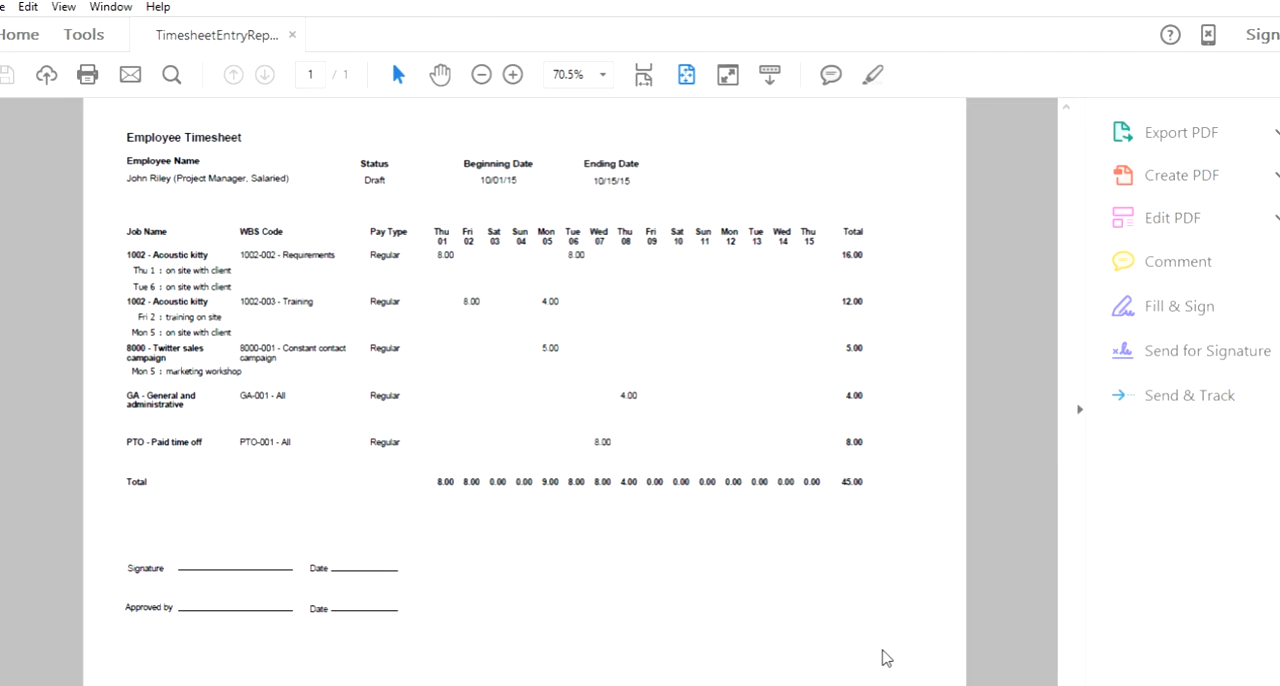 e Edit View Window Help
Home Tools TimesheetEntryRep... ×
? Sign
1 / 1 70.5%
Employee Timesheet
Employee Name Status Beginning Date Ending Date
John Riley (Project Manager, Salaried) Draft 10/01/15 10/15/15
Job Name WBS Code Pay Type Thu Fri Sat Sun Mon Tue Wed Thu Fri Sat Sun Mon Tue Wed Thu Total
01 02 03 04 05 06 07 08 09 10 11 12 13 14 15
1002 - Acoustic kitty 1002-002 - Requirements Regular 8.00 8.00 16.00
Thu 1 : on site with client
Tue 6 : on site with client
1002 - Acoustic kitty 1002-003 - Training Regular 8.00 4.00 12.00
Fri 2 : training on site
Mon 5 : on site with client
8000 - Twitter sales 8000-001 - Constant contact Regular 5.00 5.00
campaign campaign
Mon 5 : marketing workshop
GA - General and GA-001 - All Regular 4.00 4.00
administrative
PTO - Paid time off PTO-001 - All Regular 8.00 8.00
Total 8.00 8.00 0.00 0.00 9.00 8.00 8.00 4.00 0.00 0.00 0.00 0.00 0.00 0.00 0.00 45.00
Signature Date
Approved by Date
Export PDF
Create PDF
Edit PDF
Comment
Fill & Sign
Send for Signature
Send & Track